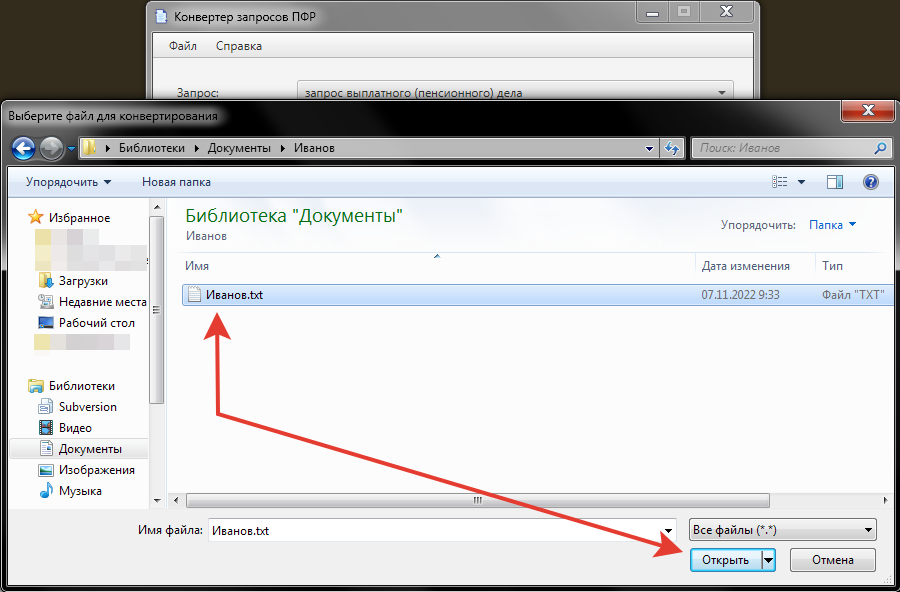 Конвертер запросов ПФР
Файл Справка
Запрос: запрос выплатного (пенсионного) дела
Выберите файл для конвертирования
Библиотеки Документы Иванов
Поиск: Иванов
Упорядочить Новая папка
Избранное
Загрузки
Недавние места
Рабочий стол
Библиотеки
Subversion
Видео
Документы
Изображения
Музыка
Библиотека "Документы"
Иванов
Упорядочить: Папка
Имя Дата изменения Тип
Иванов.txt 07.11.2022 9:33 Файл "TXT"
Имя файла: Иванов.txt Все файлы (*.*)
Открыть Отмена